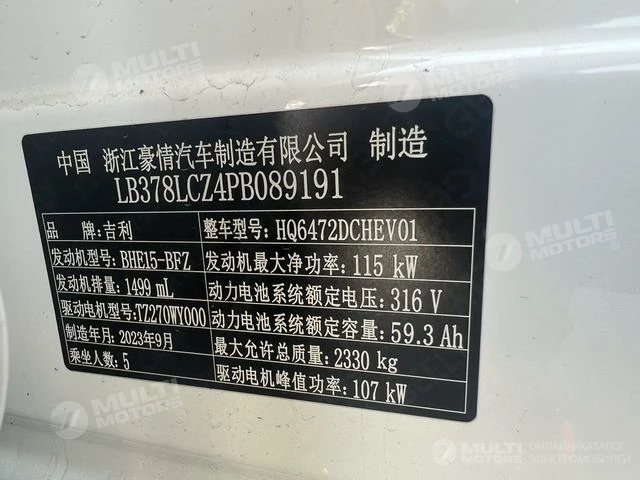 MULTI MOTORS
MULTI MOTORS
中国 浙江豪情汽车制造有限公司 制造
LB378LCZ4PB089191
品牌:吉利 整车型号:HQ6472DCHEV01
发动机型号:BHE15-BFZ 发动机最大净功率:115 kW
发动机排量:1499 mL 动力电池系统额定电压:316 V
驱动电机型号:TZ270WY000 动力电池系统额定容量:59.3 Ah
制造年月:2023年9月 最大允许总质量:2330 kg
乘坐人数:5 驱动电机峰值功率:107 kW
MULTI MOTORS
MULTI MOTORS
MULTI MOTORS
ОНЛАЙН-КАТАЛОГ
ЭЛЕКТРОМОБИЛЕЙ